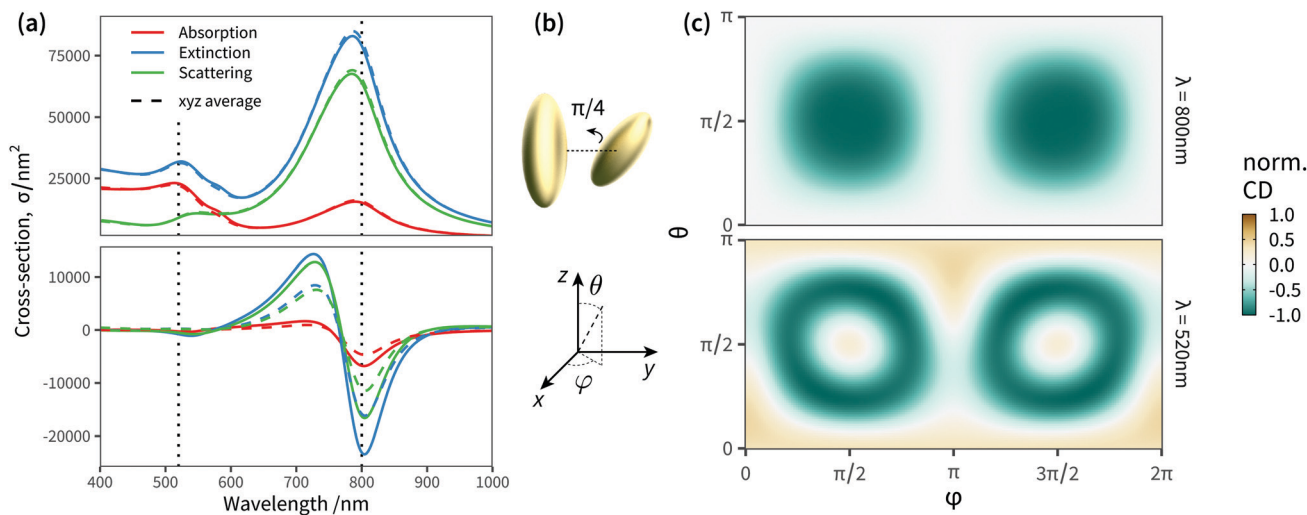 (a)
Absorption
Extinction
Scattering
xyz average
75000
50000
25000
10000
0
-10000
-20000
Cross-section, σ/nm²
400
500
600
700
800
900
1000
Wavelength /nm
(b)
π/4
z
θ
y
x
φ
(c)
π
π/2
0
λ = 800nm
π
π/2
0
λ = 520nm
θ
0
π/2
π
3π/2
2π
φ
norm.
CD
1.0
0.5
0.0
-0.5
-1.0